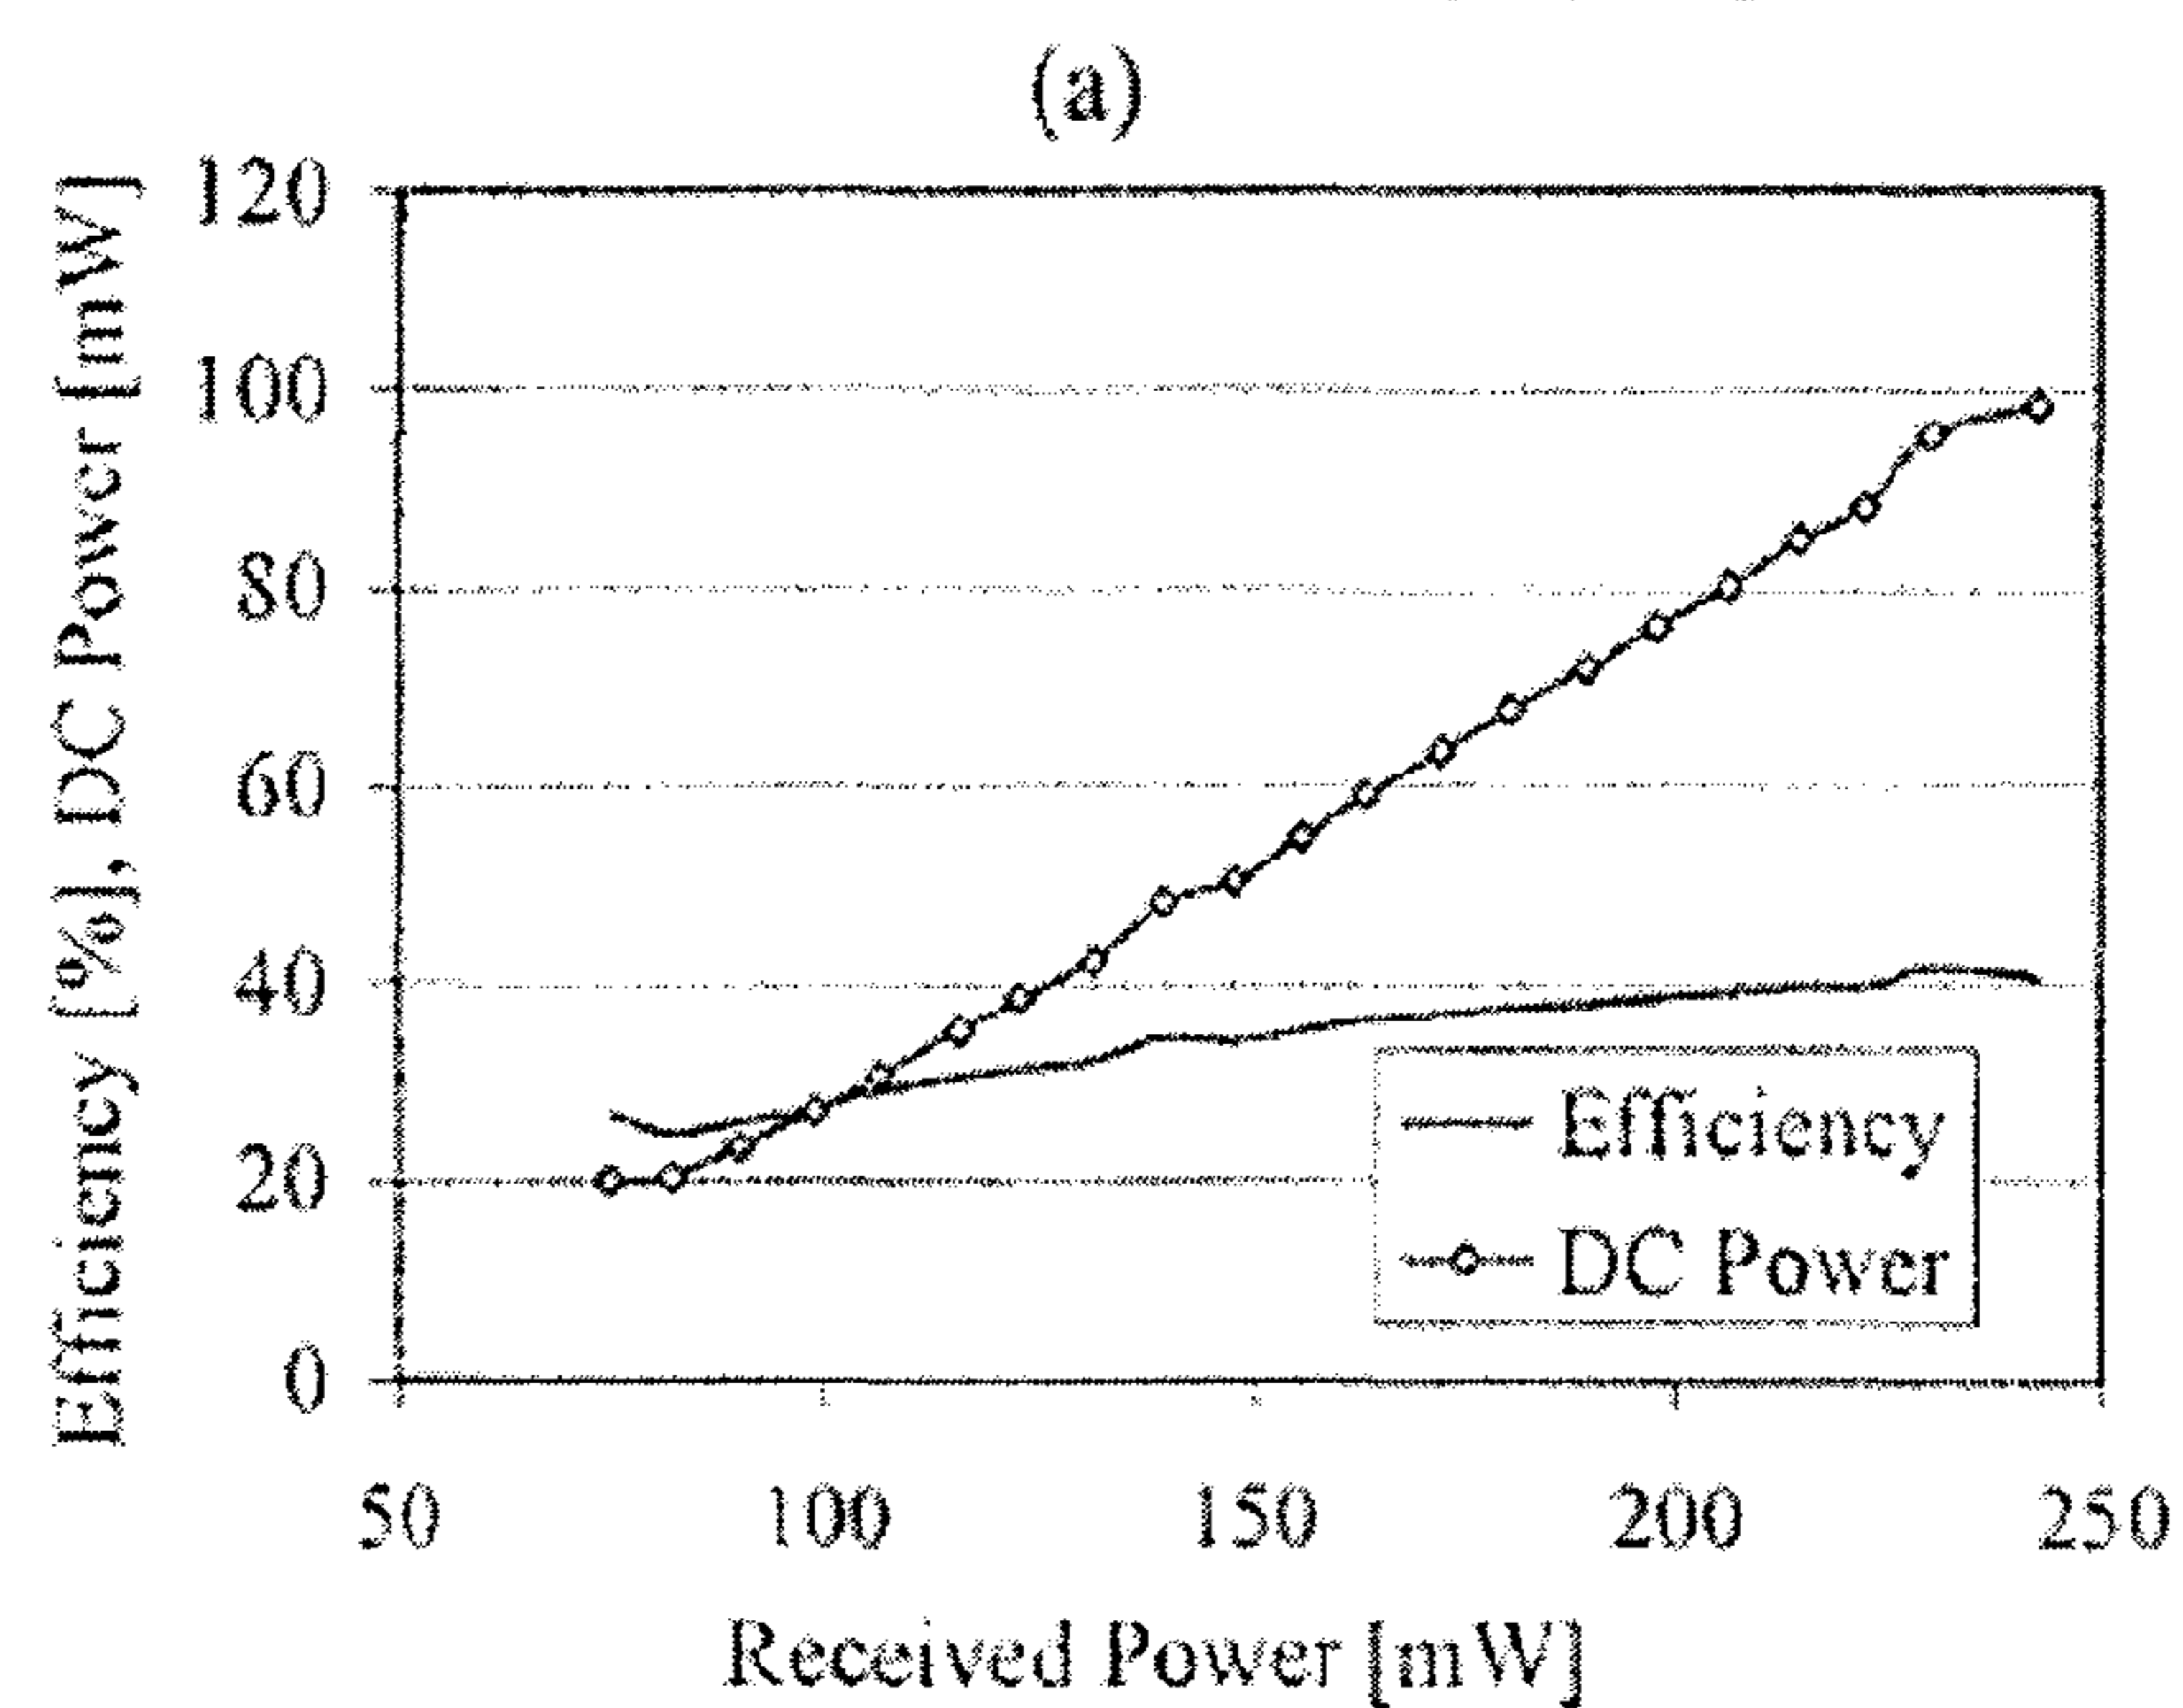 (a)
Efficiency [%], DC Power [mW]
120
100
80
60
40
20
0
Efficiency
DC Power
50 100 150 200 250
Received Power [mW]